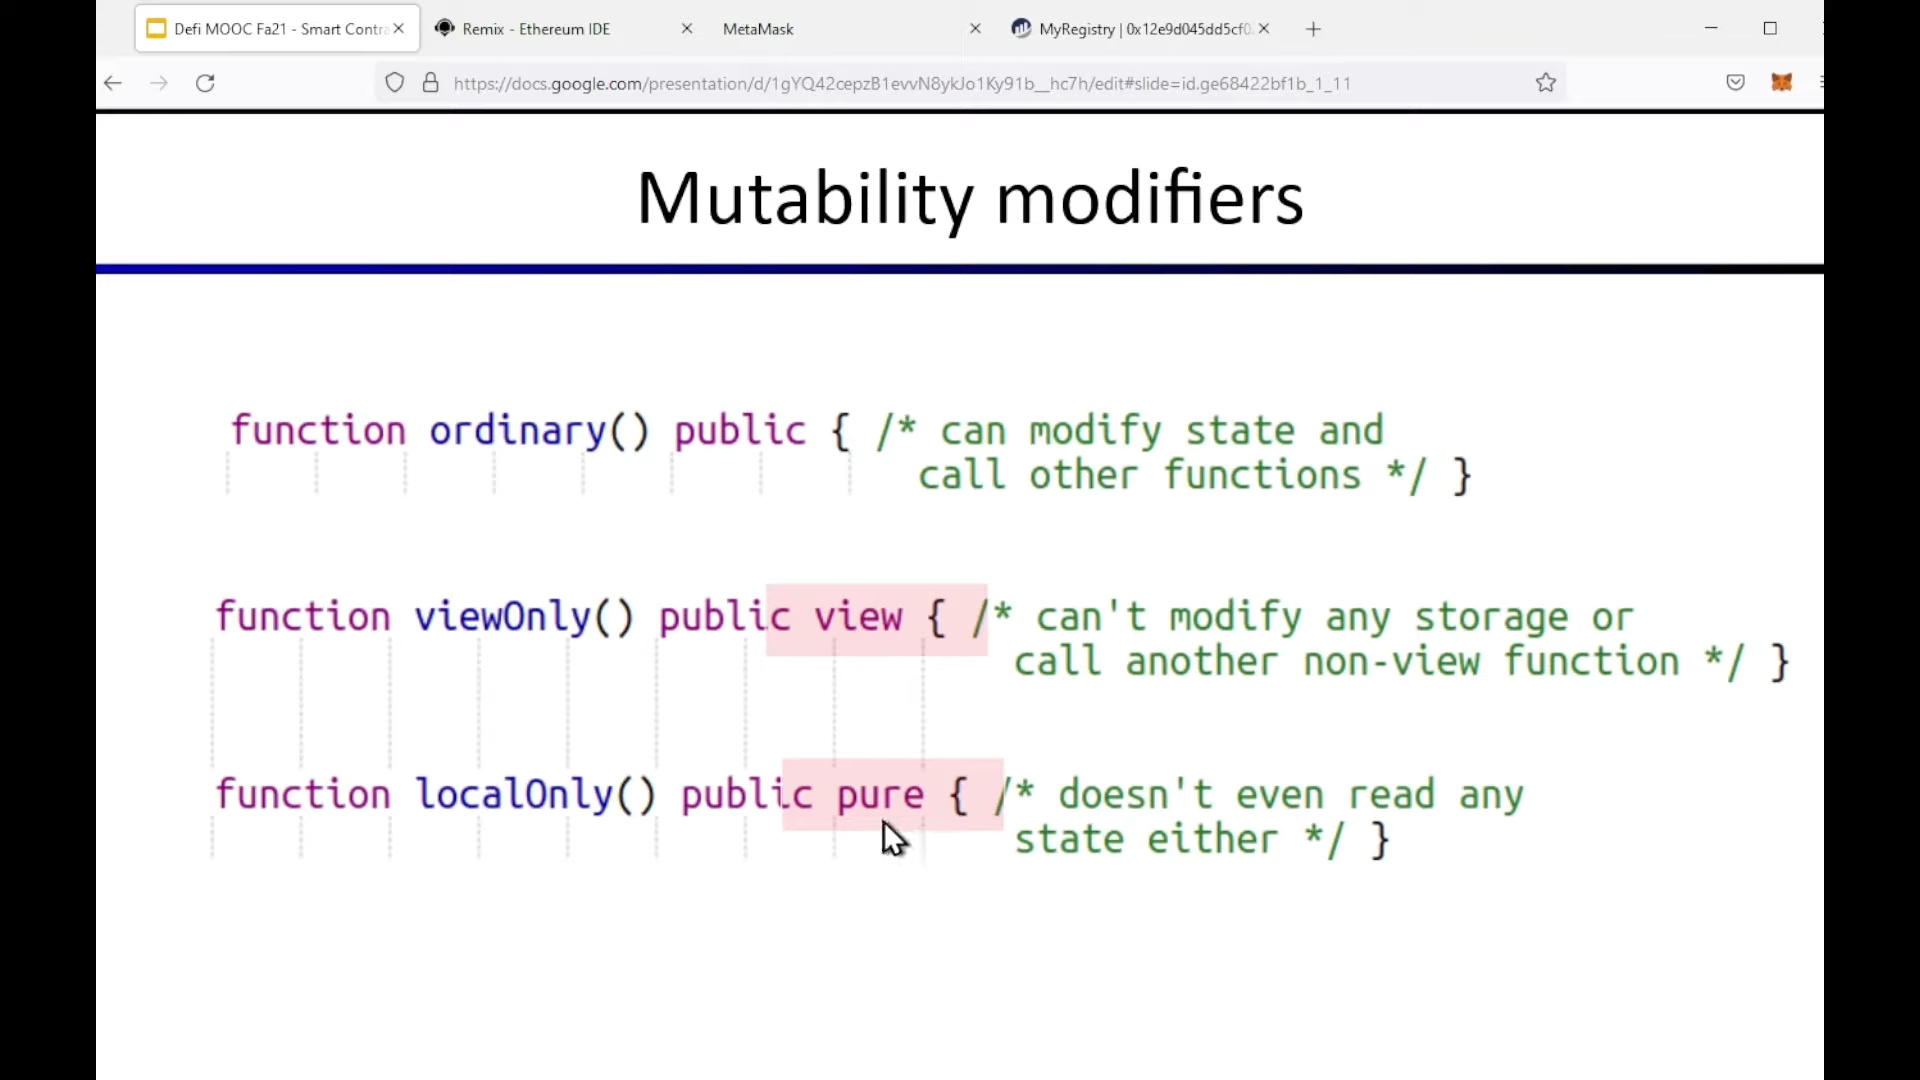 Defi MOOC Fa21 - Smart Contra
Remix - Ethereum IDE
MetaMask
MyRegistry | 0x12e9d045dd5cf0
https://docs.google.com/presentation/d/1gYQ42cepzB1evvN8ykJo1Ky91b__hc7h/edit#slide=id.ge68422bf1b_1_11
Mutability modifiers
function ordinary() public { /* can modify state and
call other functions */ }
function viewOnly() public view { /* can't modify any storage or
call another non-view function */ }
function localOnly() public pure { /* doesn't even read any
state either */ }